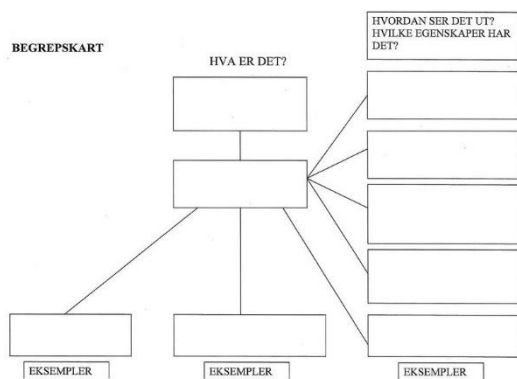 BEGREPSKART
HVA ER DET?
HVORDAN SER DET UT?
HVILKE EGENSKAPER HAR
DET?
EKSEMPLER
EKSEMPLER
EKSEMPLER